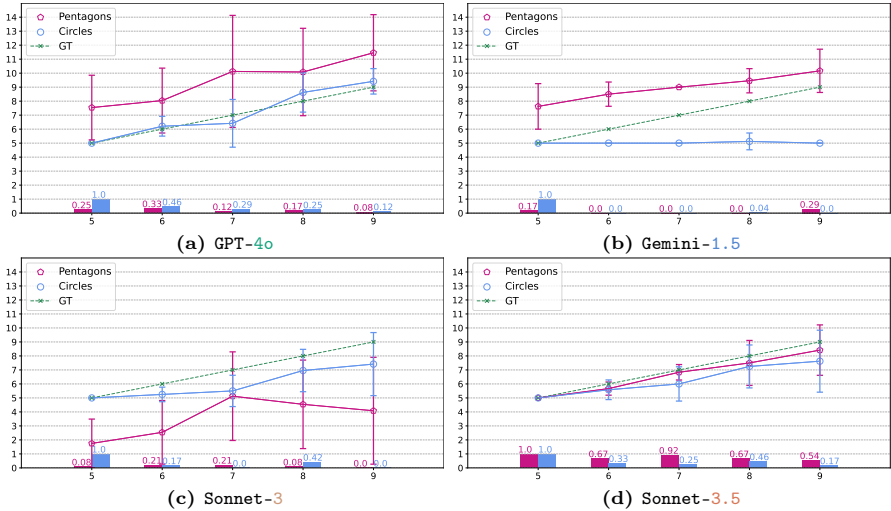 14
13
12
11
10
9
8
7
6
5
4
3
2
1
0
Pentagons
Circles
GT
0.25 1.0 0.33 0.46 0.12 0.29 0.17 0.25 0.08 0.12
5 6 7 8 9
(a) GPT-4o
14
13
12
11
10
9
8
7
6
5
4
3
2
1
0
Pentagons
Circles
GT
0.17 1.0 0.0 0.0 0.0 0.0 0.0 0.04 0.29 0.0
5 6 7 8 9
(b) Gemini-1.5
14
13
12
11
10
9
8
7
6
5
4
3
2
1
0
Pentagons
Circles
GT
0.08 1.0 0.21 0.17 0.21 0.0 0.08 0.42 0.0 0.0
5 6 7 8 9
(c) Sonnet-3
14
13
12
11
10
9
8
7
6
5
4
3
2
1
0
Pentagons
Circles
GT
1.0 1.0 0.67 0.33 0.92 0.25 0.67 0.46 0.54 0.17
5 6 7 8 9
(d) Sonnet-3.5